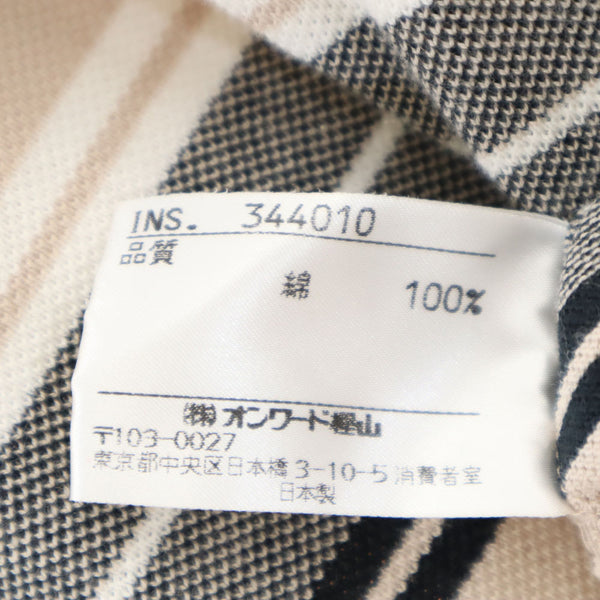 INS. 344010
品質
綿 100%
㈱オンワード樫山
〒103-0027
東京都中央区日本橋3-10-5 消費者室
日本製